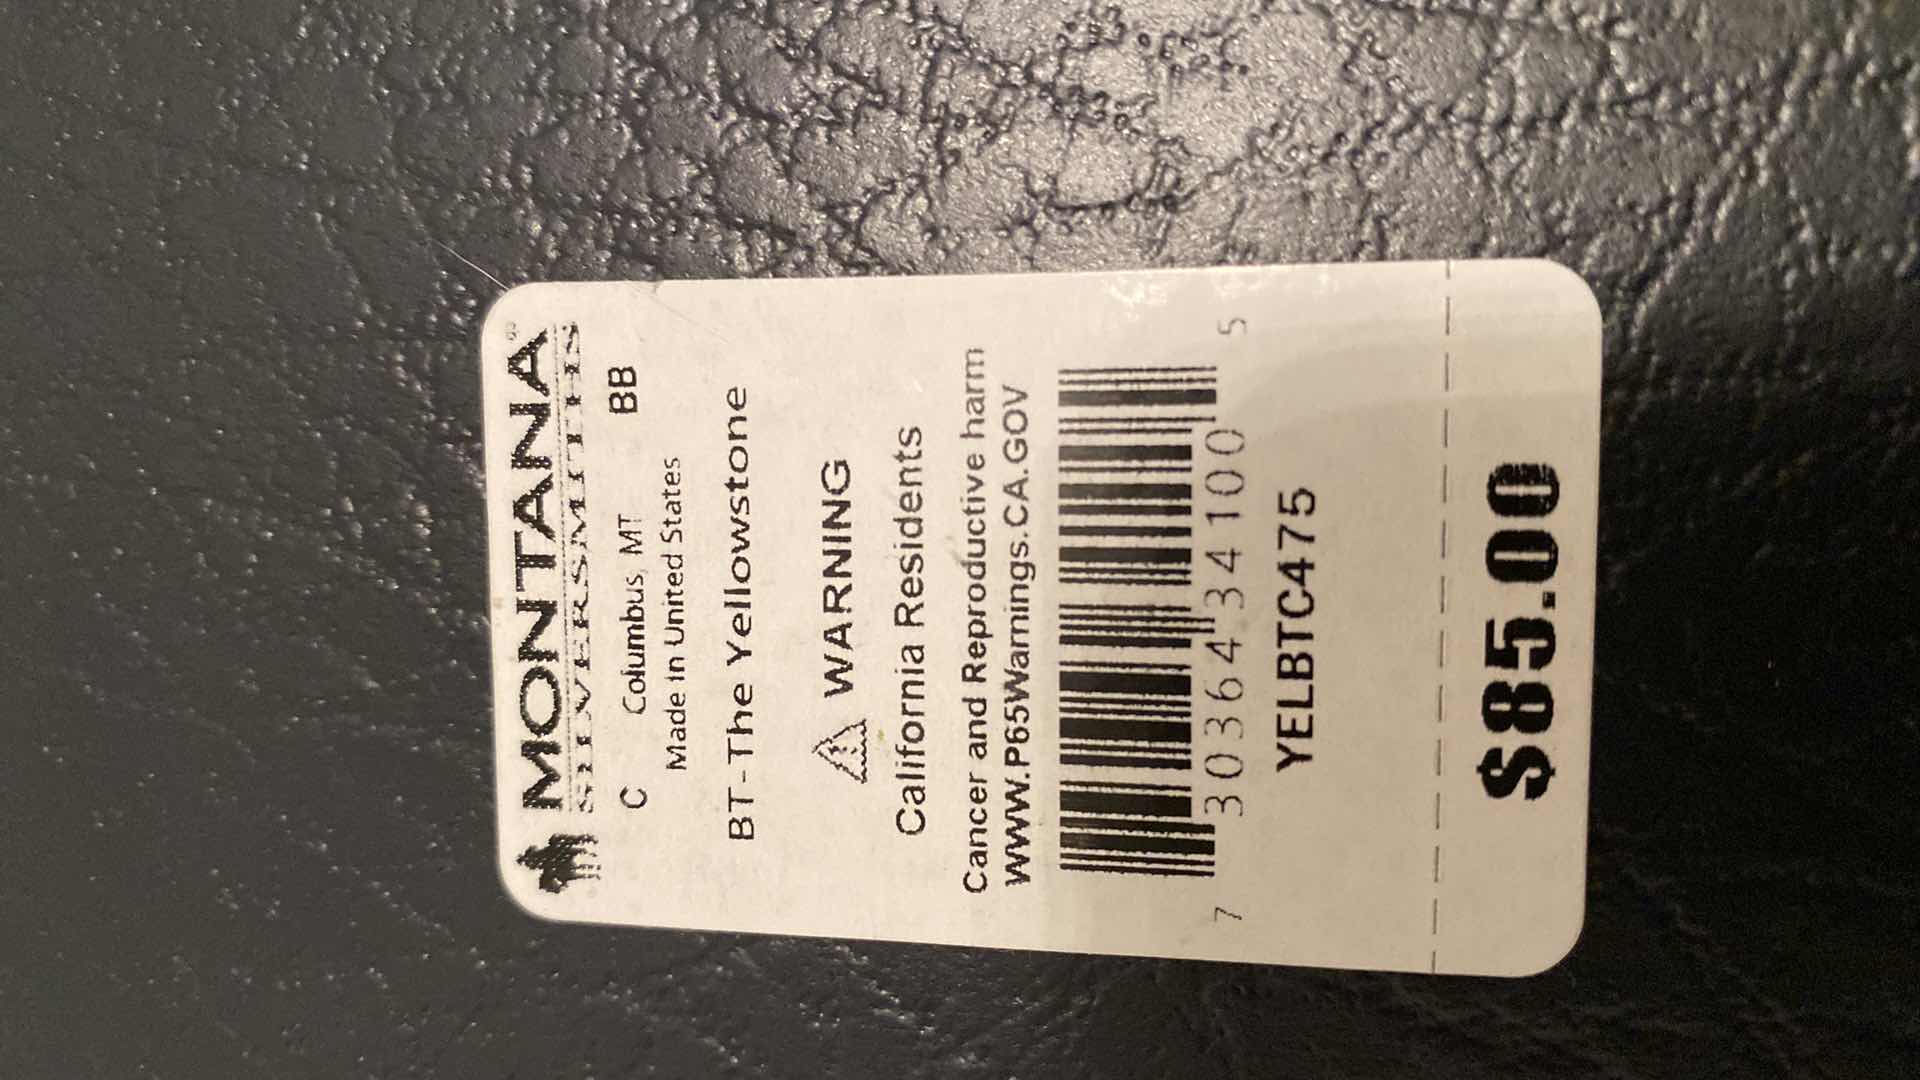 MONTANA®
SILVERSMITHS
C Columbus, MT BB
Made in United States
BT - The Yellowstone
⚠ WARNING
California Residents
Cancer and Reproductive harm
WWW.P65Warnings.CA.GOV
7 30364 34100 5
YELBTC475
$85.00